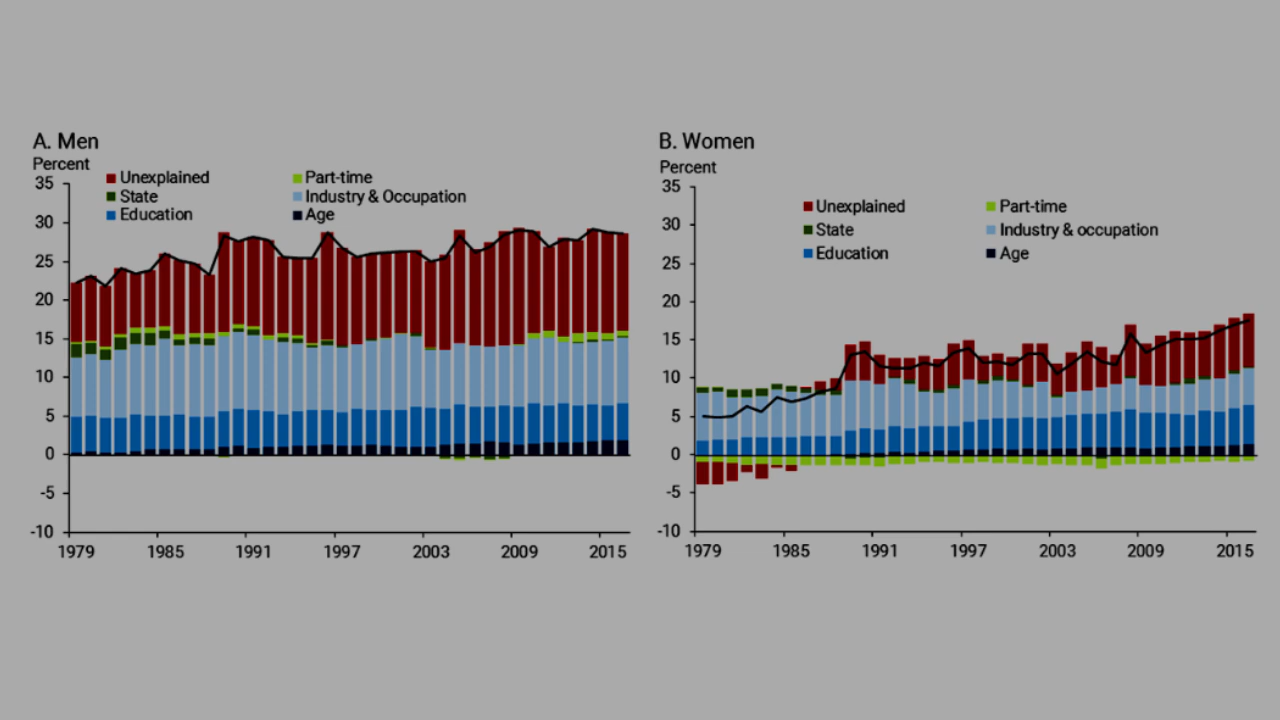 A. Men
Percent
Unexplained Part-time
State Industry & Occupation
Education Age
35
30
25
20
15
10
5
0
-5
-10
1979 1985 1991 1997 2003 2009 2015
B. Women
Percent
Unexplained Part-time
State Industry & occupation
Education Age
35
30
25
20
15
10
5
0
-5
-10
1979 1985 1991 1997 2003 2009 2015